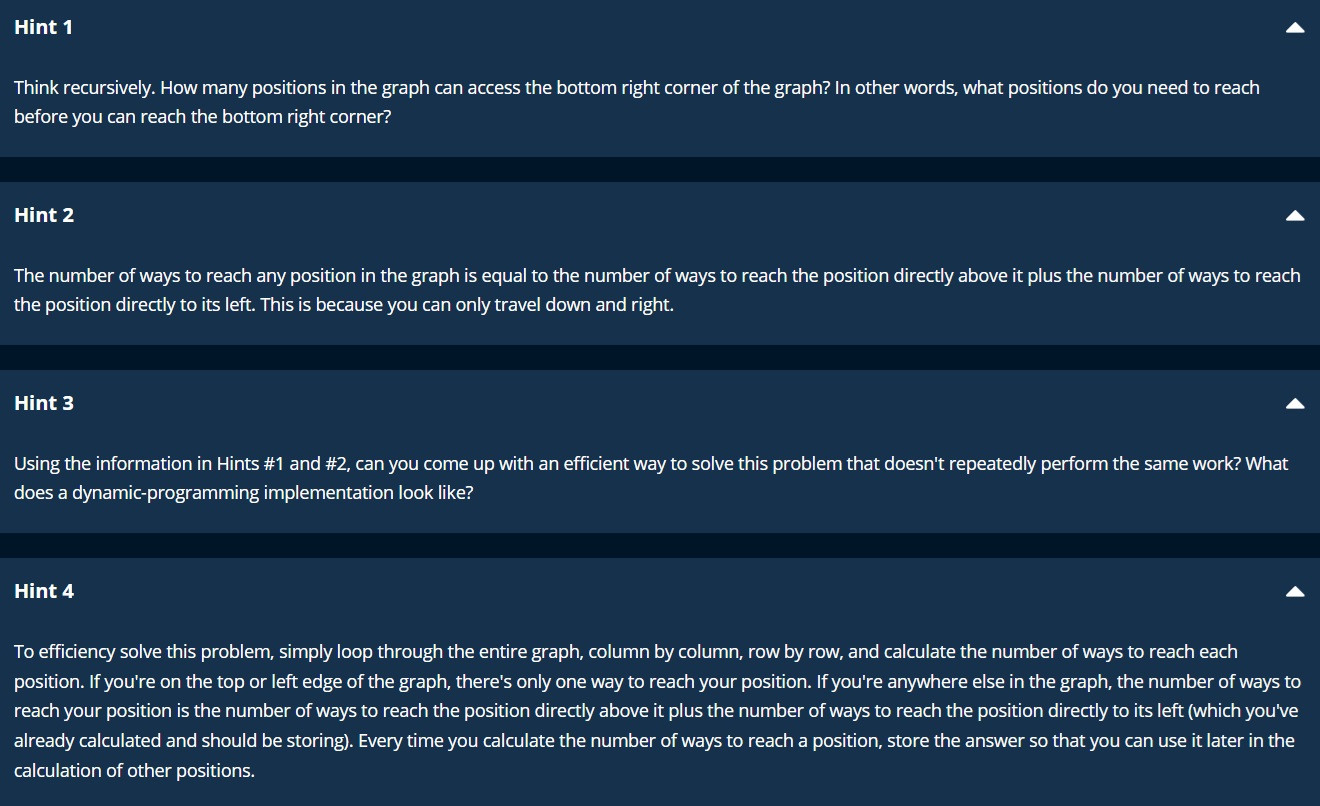 Hint 1
Think recursively. How many positions in the graph can access the bottom right corner of the graph? In other words, what positions do you need to reach
before you can reach the bottom right corner?
Hint 2
The number of ways to reach any position in the graph is equal to the number of ways to reach the position directly above it plus the number of ways to reach
the position directly to its left. This is because you can only travel down and right.
Hint 3
Using the information in Hints #1 and #2, can you come up with an efficient way to solve this problem that doesn't repeatedly perform the same work? What
does a dynamic-programming implementation look like?
Hint 4
To efficiency solve this problem, simply loop through the entire graph, column by column, row by row, and calculate the number of ways to reach each
position. If you're on the top or left edge of the graph, there's only one way to reach your position. If you're anywhere else in the graph, the number of ways to
reach your position is the number of ways to reach the position directly above it plus the number of ways to reach the position directly to its left (which you've
already calculated and should be storing). Every time you calculate the number of ways to reach a position, store the answer so that you can use it later in the
calculation of other positions.